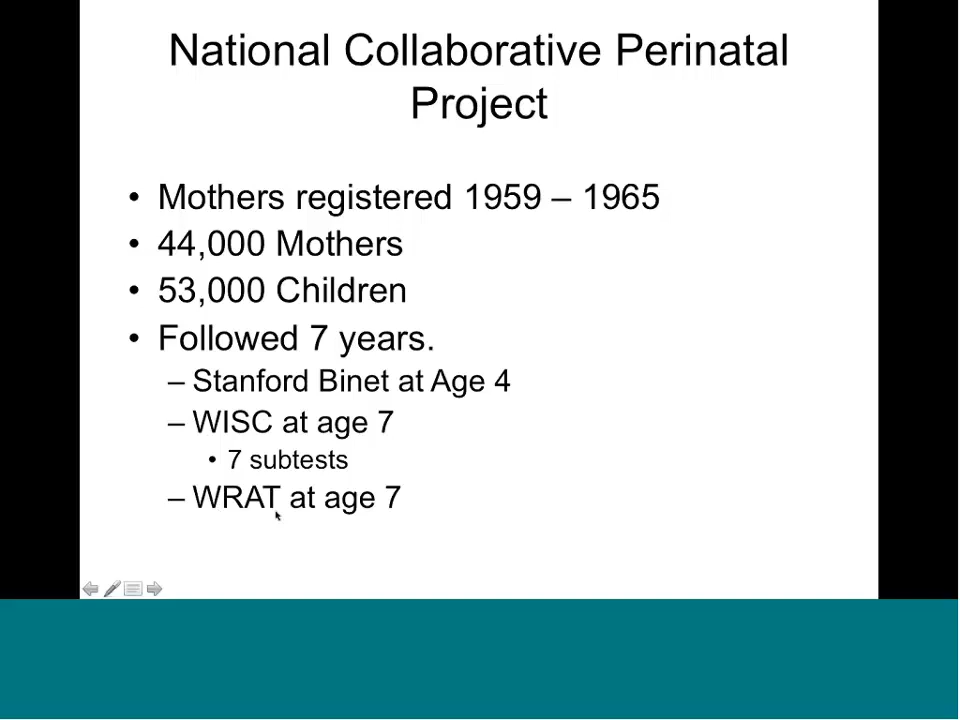 National Collaborative Perinatal
Project
• Mothers registered 1959 – 1965
• 44,000 Mothers
• 53,000 Children
• Followed 7 years.
– Stanford Binet at Age 4
– WISC at age 7
• 7 subtests
– WRAT at age 7